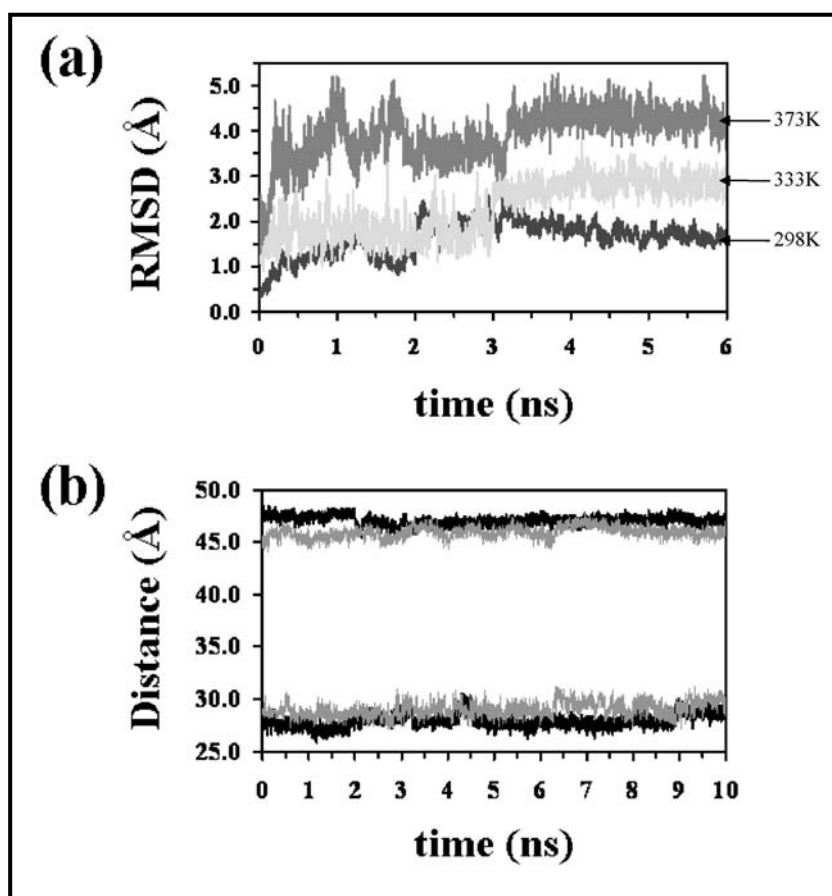 (a)
RMSD (Å)
5.0
4.0
3.0
2.0
1.0
0.0
373K
333K
298K
0 1 2 3 4 5 6
time (ns)
(b)
Distance (Å)
50.0
45.0
40.0
35.0
30.0
25.0
0 1 2 3 4 5 6 7 8 9 10
time (ns)